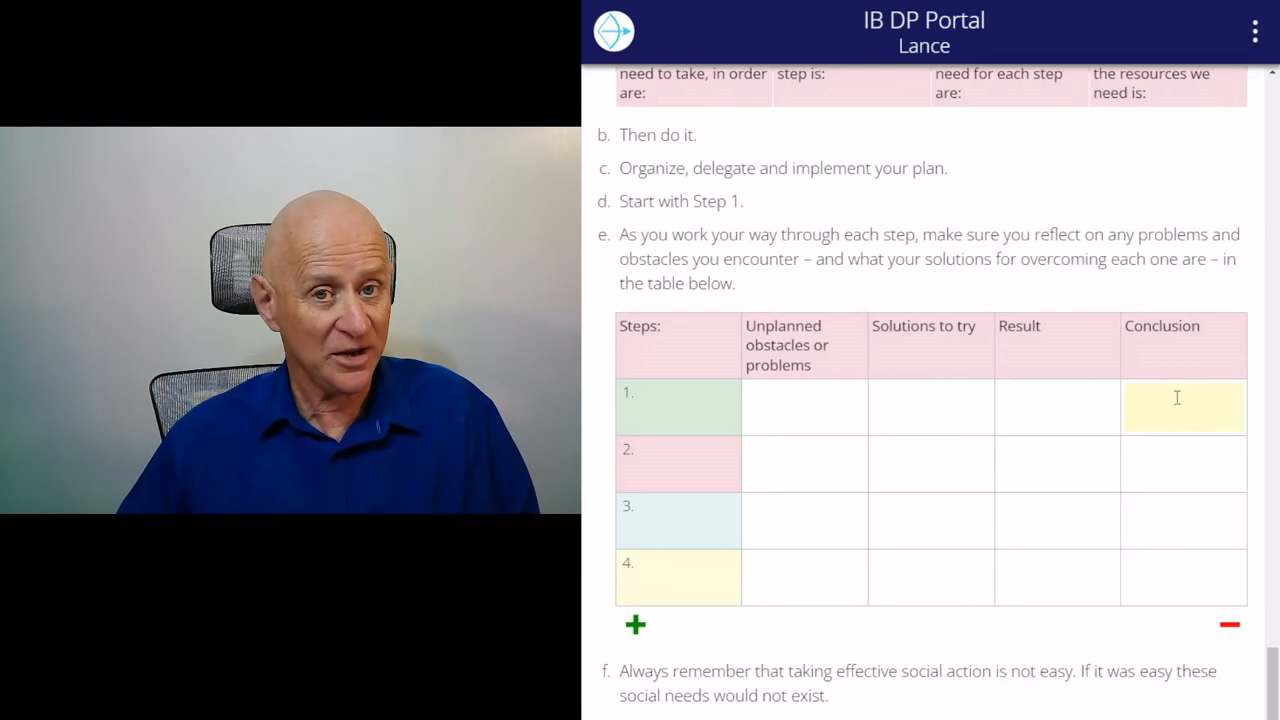 IB DP Portal
Lance
need to take, in order
are:
step is:
need for each step
are:
the resources we
need is:
b. Then do it.
c. Organize, delegate and implement your plan.
d. Start with Step 1.
e. As you work your way through each step, make sure you reflect on any problems and
obstacles you encounter – and what your solutions for overcoming each one are – in
the table below.
Steps:
Unplanned
obstacles or
problems
Solutions to try
Result
Conclusion
1.
2.
3.
4.
f. Always remember that taking effective social action is not easy. If it was easy these
social needs would not exist.